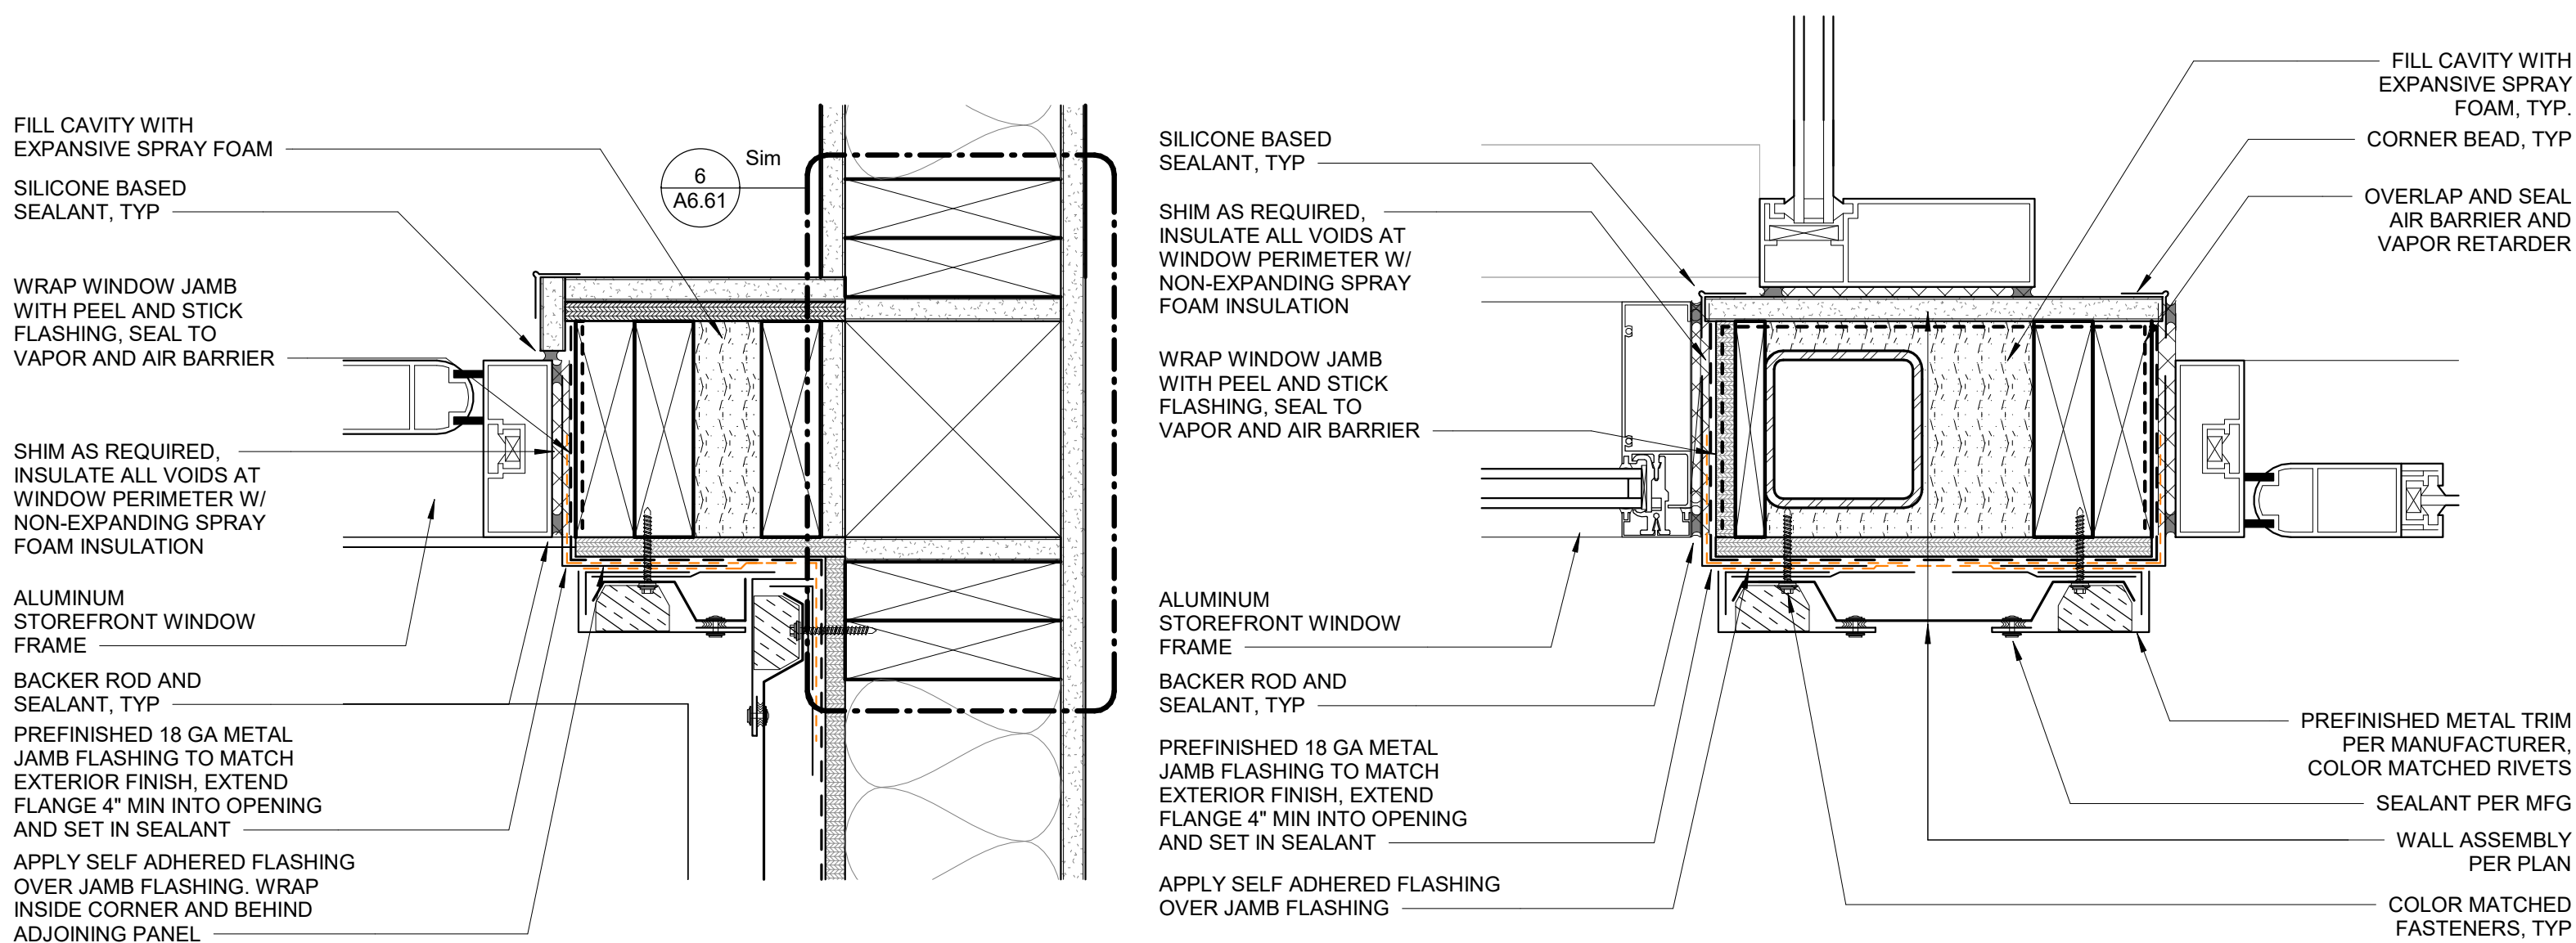 FILL CAVITY WITH
EXPANSIVE SPRAY FOAM
SILICONE BASED
SEALANT, TYP
WRAP WINDOW JAMB
WITH PEEL AND STICK
FLASHING, SEAL TO
VAPOR AND AIR BARRIER
SHIM AS REQUIRED,
INSULATE ALL VOIDS AT
WINDOW PERIMETER W/
NON-EXPANDING SPRAY
FOAM INSULATION
ALUMINUM
STOREFRONT WINDOW
FRAME
BACKER ROD AND
SEALANT, TYP
PREFINISHED 18 GA METAL
JAMB FLASHING TO MATCH
EXTERIOR FINISH, EXTEND
FLANGE 4" MIN INTO OPENING
AND SET IN SEALANT
APPLY SELF ADHERED FLASHING
OVER JAMB FLASHING. WRAP
INSIDE CORNER AND BEHIND
ADJOINING PANEL
6
A6.61
Sim
SILICONE BASED
SEALANT, TYP
SHIM AS REQUIRED,
INSULATE ALL VOIDS AT
WINDOW PERIMETER W/
NON-EXPANDING SPRAY
FOAM INSULATION
WRAP WINDOW JAMB
WITH PEEL AND STICK
FLASHING, SEAL TO
VAPOR AND AIR BARRIER
ALUMINUM
STOREFRONT WINDOW
FRAME
BACKER ROD AND
SEALANT, TYP
PREFINISHED 18 GA METAL
JAMB FLASHING TO MATCH
EXTERIOR FINISH, EXTEND
FLANGE 4" MIN INTO OPENING
AND SET IN SEALANT
APPLY SELF ADHERED FLASHING
OVER JAMB FLASHING
FILL CAVITY WITH
EXPANSIVE SPRAY
FOAM, TYP.
CORNER BEAD, TYP
OVERLAP AND SEAL
AIR BARRIER AND
VAPOR RETARDER
PREFINISHED METAL TRIM
PER MANUFACTURER,
COLOR MATCHED RIVETS
SEALANT PER MFG
WALL ASSEMBLY
PER PLAN
COLOR MATCHED
FASTENERS, TYP